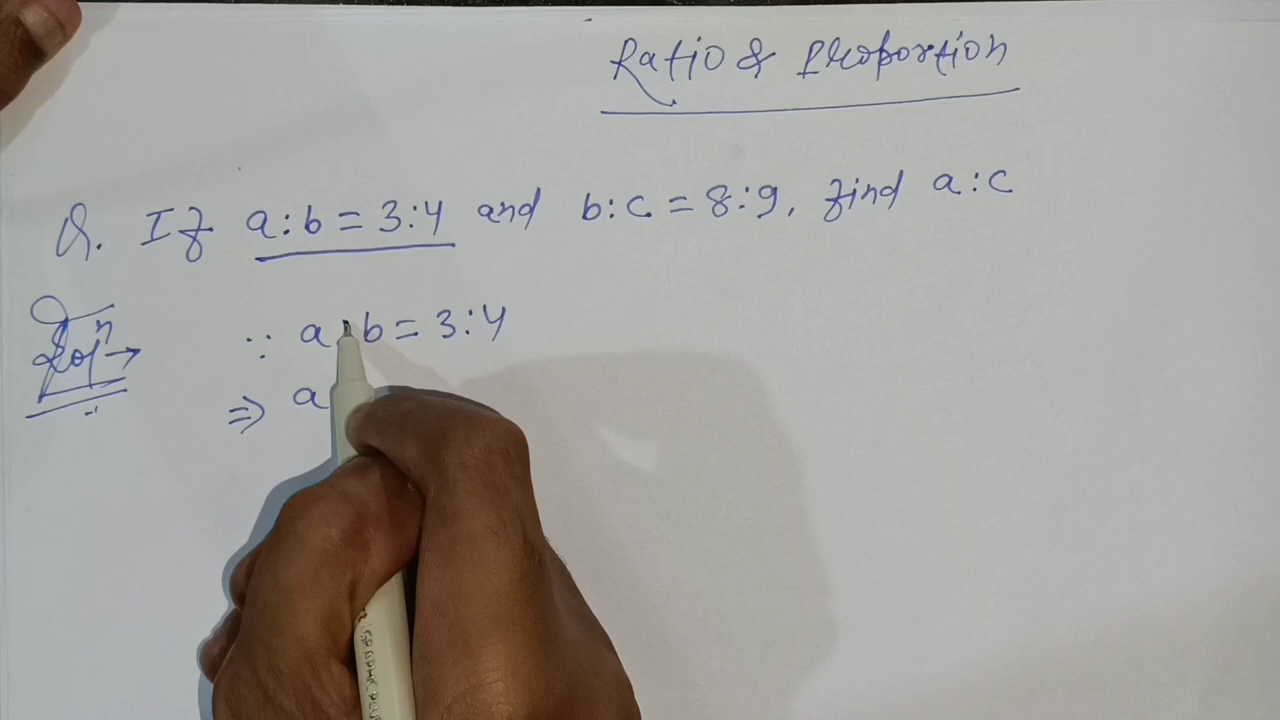 Ratio & Proportion
Q. If a:b = 3:4 and b:c = 8:9, find a:c
Soln→ ∵ a:b = 3:4
⇒ a